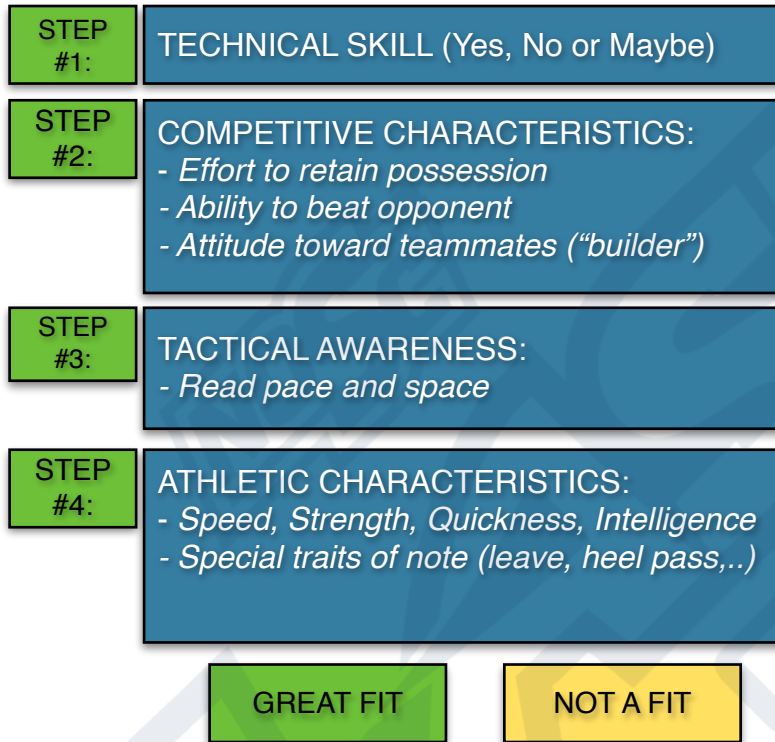 STEP
#1:
TECHNICAL SKILL (Yes, No or Maybe)
STEP
#2:
COMPETITIVE CHARACTERISTICS:
- Effort to retain possession
- Ability to beat opponent
- Attitude toward teammates (“builder”)
STEP
#3:
TACTICAL AWARENESS:
- Read pace and space
STEP
#4:
ATHLETIC CHARACTERISTICS:
- Speed, Strength, Quickness, Intelligence
- Special traits of note (leave, heel pass,..)
GREAT FIT
NOT A FIT